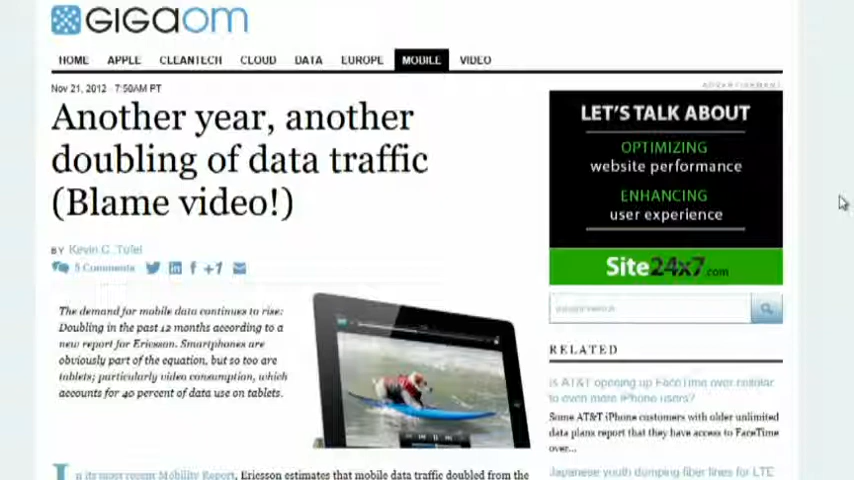 GIGAOM
HOME APPLE CLEANTECH CLOUD DATA EUROPE MOBILE VIDEO
Nov 21, 2012 - 7:50AM PT
Another year, another
doubling of data traffic
(Blame video!)
BY Kevin C. Tofel
5 Comments
+1
The demand for mobile data continues to rise:
Doubling in the past 12 months according to a
new report for Ericsson. Smartphones are
obviously part of the equation, but so too are
tablets; particularly video consumption, which
accounts for 40 percent of data use on tablets.
In its most recent Mobility Report, Ericsson estimates that mobile data traffic doubled from the
ADVERTISEMENT
LET'S TALK ABOUT
OPTIMIZING
website performance
ENHANCING
user experience
Site24x7.com
RELATED
Is AT&T opening up FaceTime over cellular
to even more iPhone users?
Some AT&T iPhone customers with older unlimited
data plans report that they have access to FaceTime
over...
Japanese youth dumping fiber lines for LTE